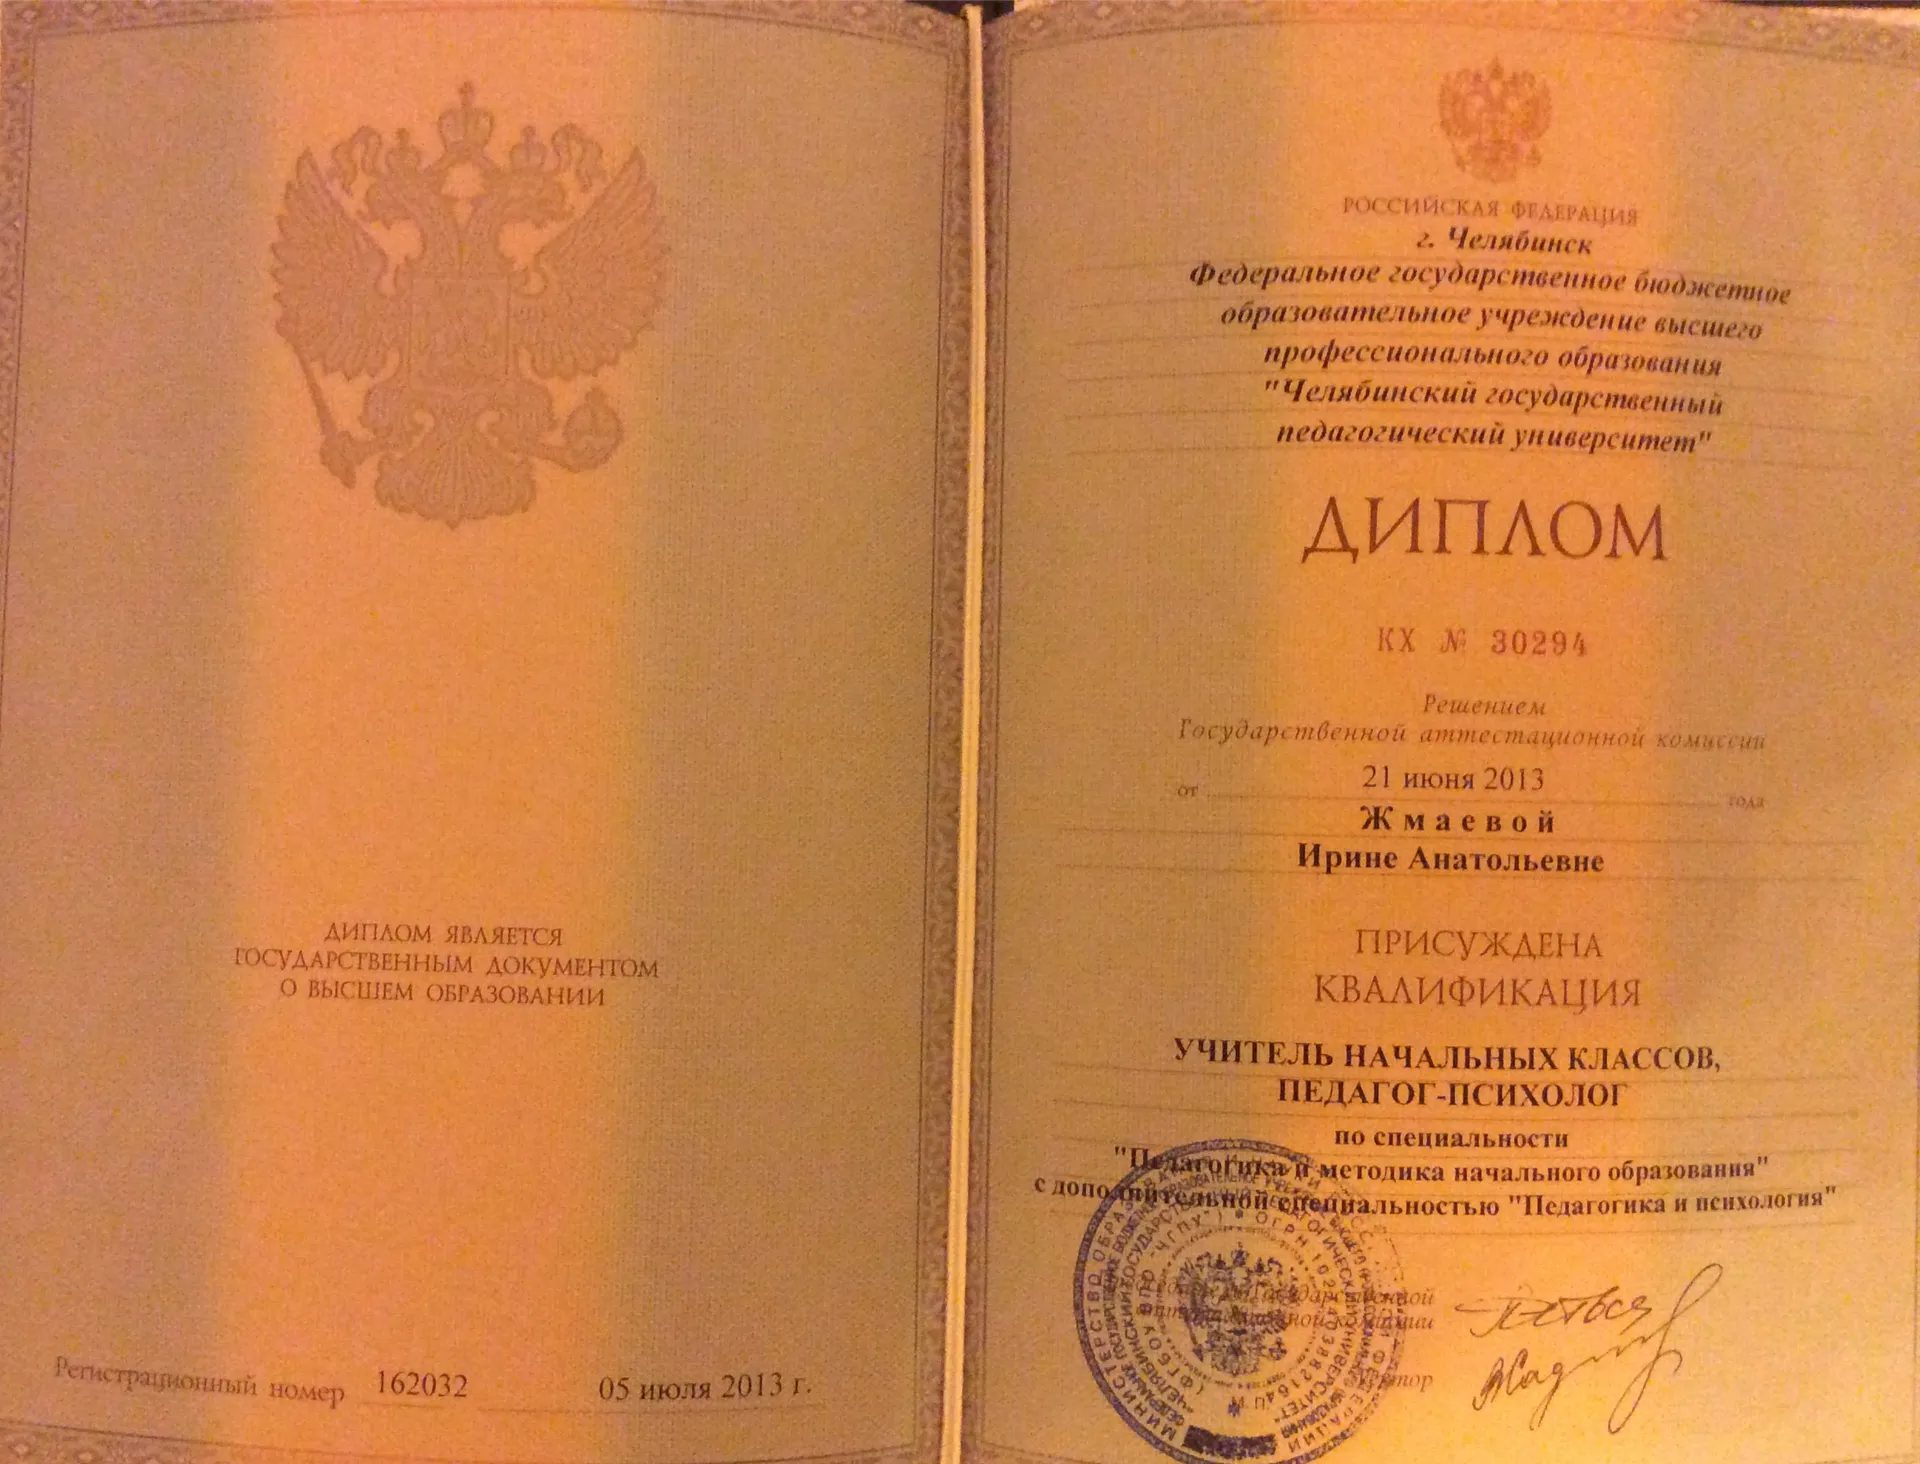 ДИПЛОМ ЯВЛЯЕТСЯ
ГОСУДАРСТВЕННЫМ ДОКУМЕНТОМ
О ВЫСШЕМ ОБРАЗОВАНИИ
Регистрационный номер 162032 05 июля 2013 г.
РОССИЙСКАЯ ФЕДЕРАЦИЯ
г. Челябинск
Федеральное государственное бюджетное
образовательное учреждение высшего
профессионального образования
"Челябинский государственный
педагогический университет"
ДИПЛОМ
КХ № 30294
Решением
Государственной аттестационной комиссии
от 21 июня 2013 года
Жмаевой
Ирине Анатольевне
ПРИСУЖДЕНА
КВАЛИФИКАЦИЯ
УЧИТЕЛЬ НАЧАЛЬНЫХ КЛАССОВ,
ПЕДАГОГ-ПСИХОЛОГ
по специальности
"Педагогика и методика начального образования"
с дополнительной специальностью "Педагогика и психология"
Государственной
комиссии